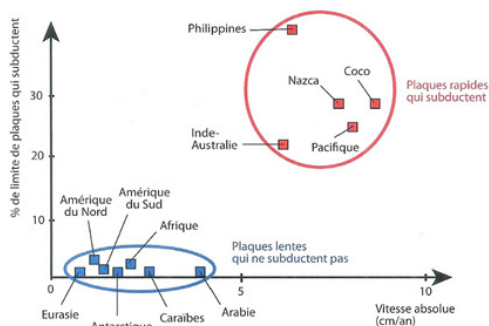 % de limite de plaques qui subductent
Philippines
Nazca
Coco
Plaques rapides
qui subductent
30
Inde-
Australie
Pacifique
20
10
Amérique
du Nord
Amérique
du Sud
Afrique
Plaques lentes
qui ne subductent pas
0
5
10
Eurasie
Antarctique
Caraïbes
Arabie
Vitesse absolue
(cm/an)